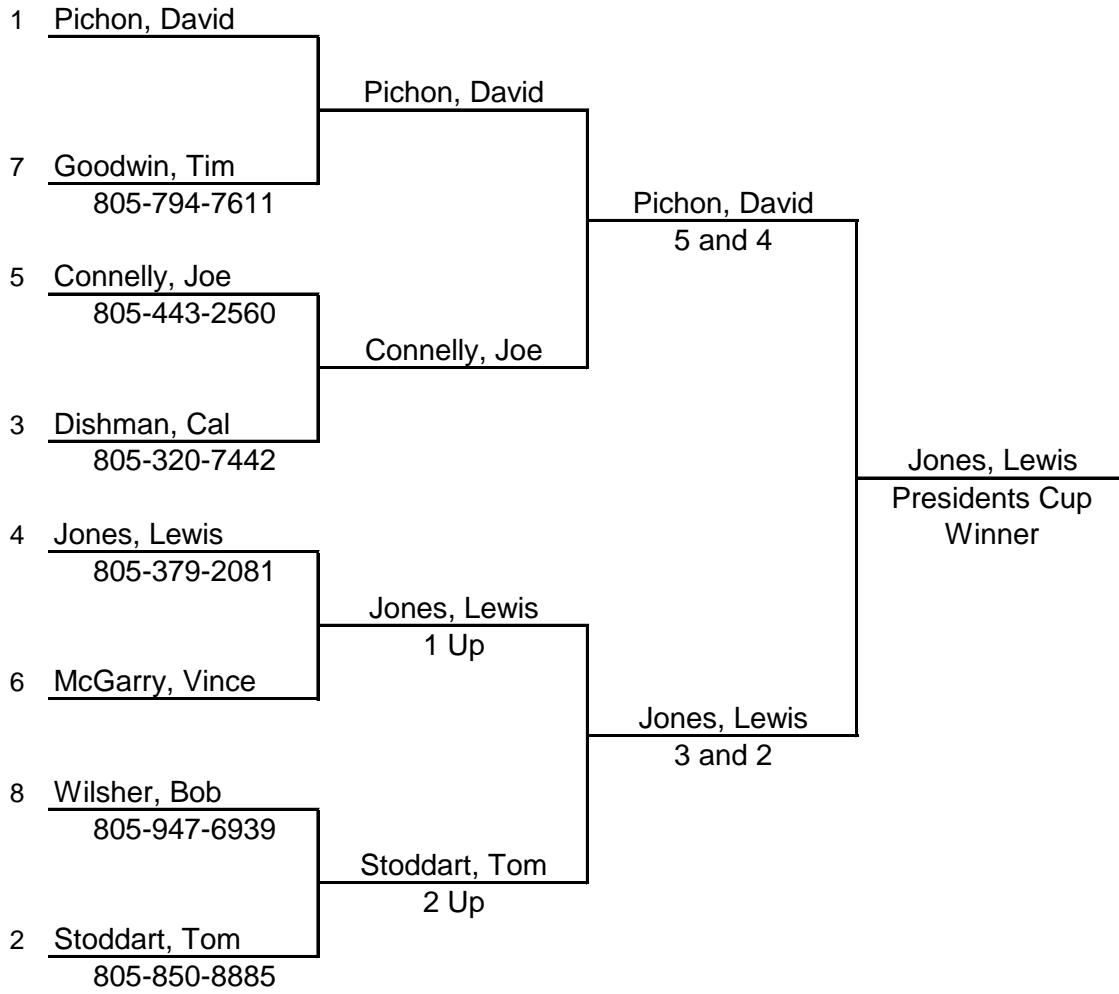 1 Pichon, David
Pichon, David
7 Goodwin, Tim
805-794-7611
Pichon, David
5 and 4
5 Connelly, Joe
805-443-2560
Connelly, Joe
3 Dishman, Cal
805-320-7442
Jones, Lewis
Presidents Cup
Winner
4 Jones, Lewis
805-379-2081
Jones, Lewis
1 Up
6 McGarry, Vince
Jones, Lewis
3 and 2
8 Wilsher, Bob
805-947-6939
Stoddart, Tom
2 Up
2 Stoddart, Tom
805-850-8885